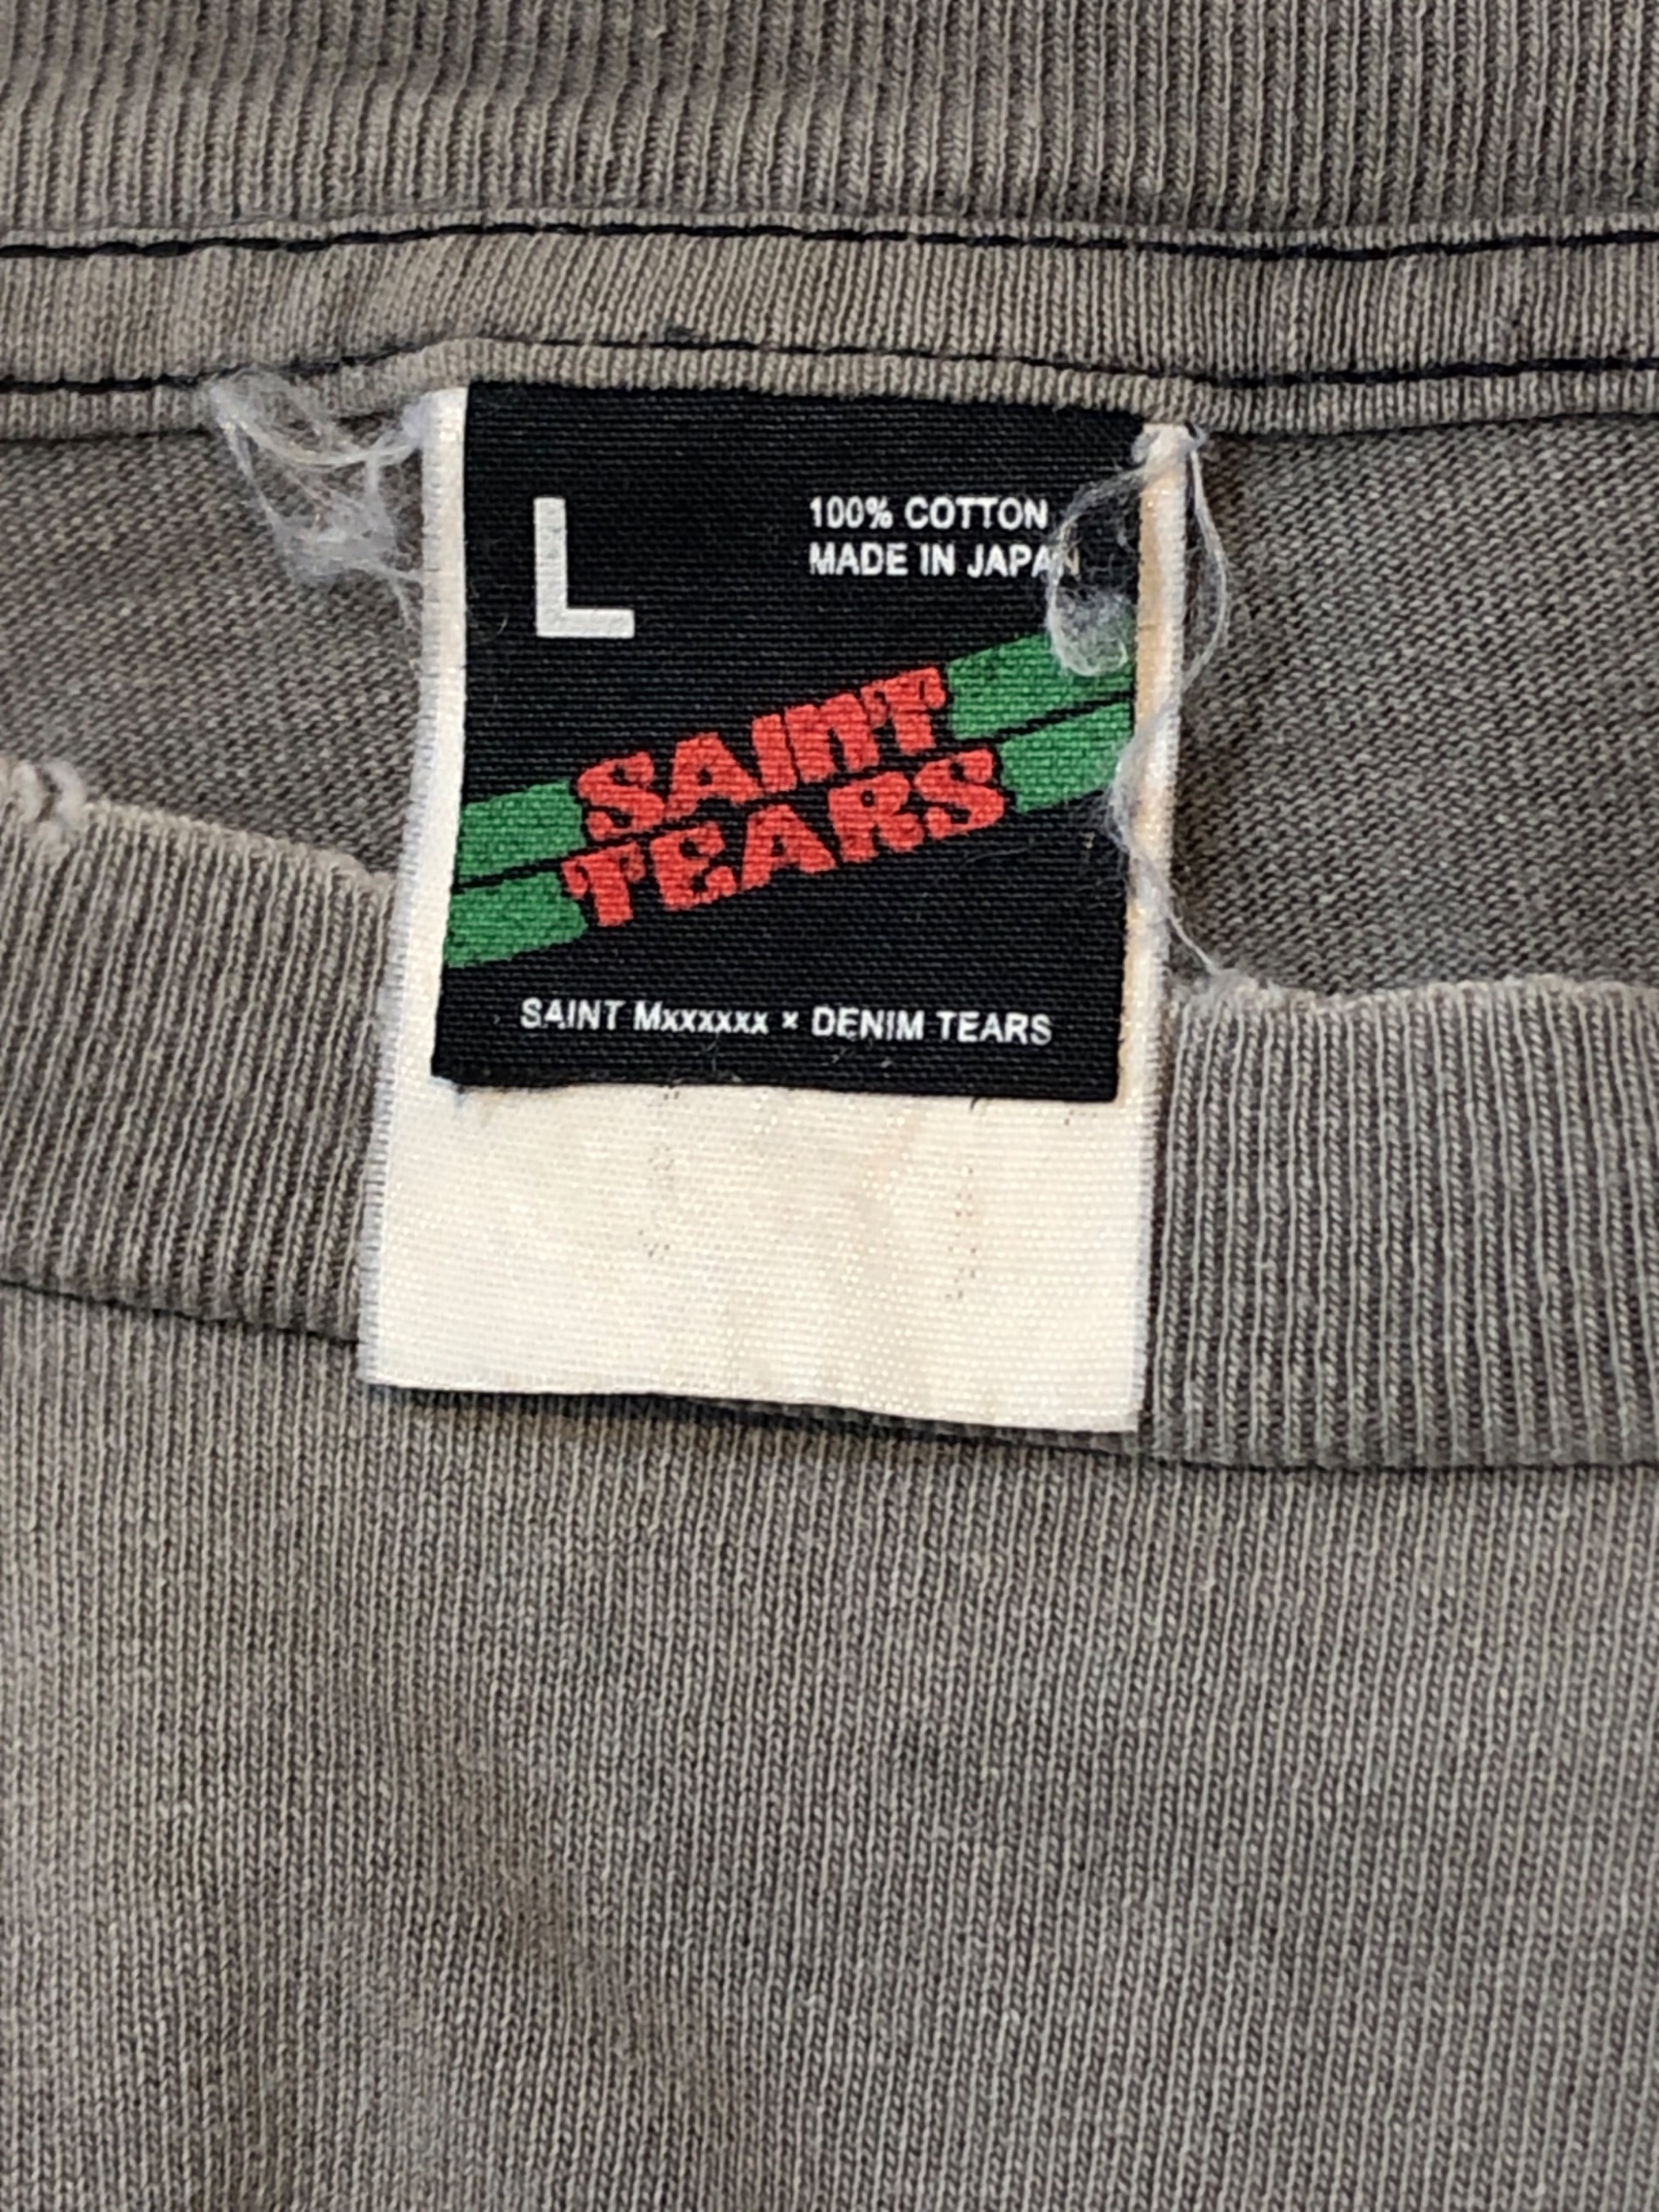 L
100% COTTON
MADE IN JAPAN
SAINT
TEARS
SAINT Mxxxxxx × DENIM TEARS